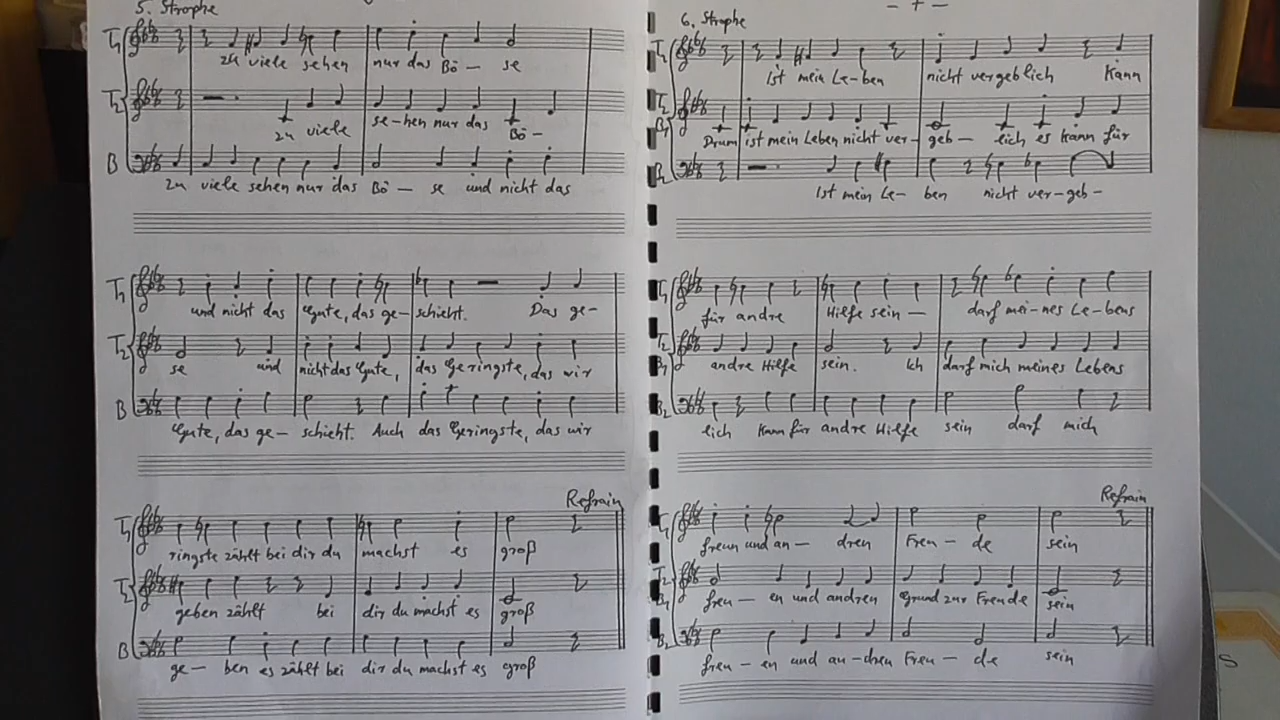 5. Strophe
T1
zu viele sehen nur das Bö – se
T2
zu viele se-hen nur das Bö –
B
zu viele sehen nur das Bö – se und nicht das
T1
und nicht das Gute, das ge– schieht. Das ge–
T2
se und nicht das Gute, das Geringste, das wir
B
Gute, das ge– schieht. Auch das Geringste, das wir
Refrain
T1
ringste zählt bei dir du machst es groß
T2
geben zählt bei dir du machst es groß
B
ge– ben es zählt bei dir du machst es groß
– 7 –
6. Strophe
T1
ist mein Le–ben nicht vergeblich Kann
T2
B1
Drum ist mein Leben nicht ver– geb– lich es kann für
B2
Ist mein Le– ben nicht ver–geb–
T1
für andre Hilfe sein – darf mei–nes Le–bens
T2
B1
andre Hilfe sein. Ich darf mich meines Lebens
B2
lich Kann für andre Hilfe sein darf mich
Refrain
T1
freun und an– dren Freu – de sein
T2
B1
freu – en und andren Grund zur Freude sein
B2
freu – en und an–dren Freu – de sein
S